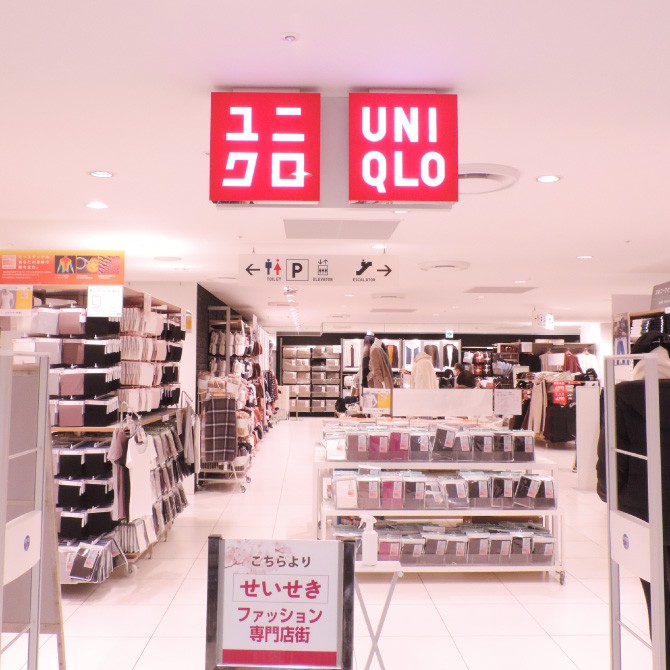 ユニ
クロ
UNI
QLO
← TOILET P ELEVATOR ESCALATOR →
こちらより
せいせき
ファッション
専門店街